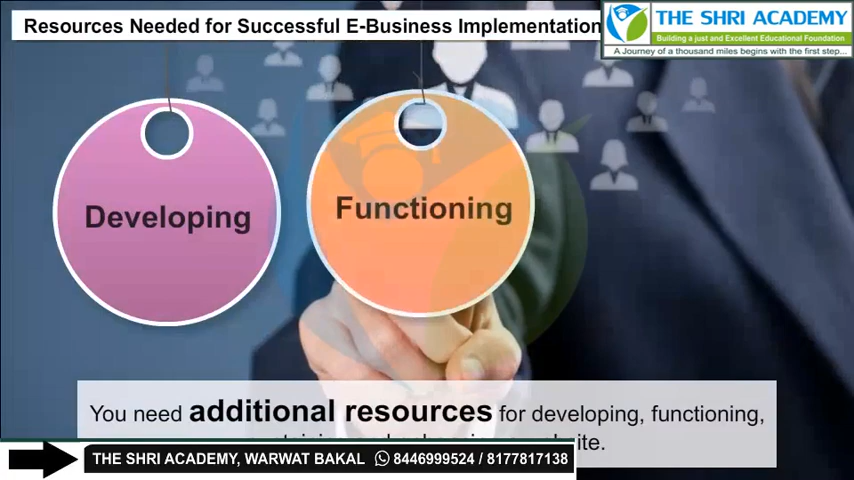 Resources Needed for Successful E-Business Implementation
THE SHRI ACADEMY
Building a just and Excellent Educational Foundation
A Journey of a thousand miles begins with the first step...
Developing
Functioning
You need additional resources for developing, functioning,
THE SHRI ACADEMY, WARWAT BAKAL 8446999524 / 8177817138